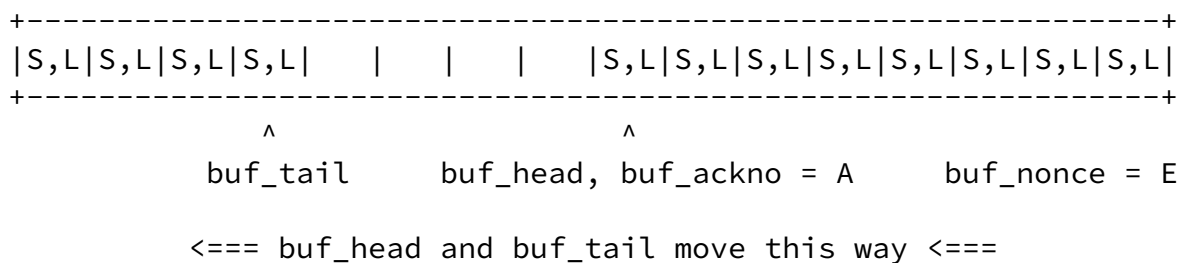 +---------------------------------------------------------------+
|S,L|S,L|S,L|S,L|   |   |   |   |S,L|S,L|S,L|S,L|S,L|S,L|S,L|S,L|
+---------------------------------------------------------------+
              ^                   ^
           buf_tail     buf_head, buf_ackno = A     buf_nonce = E
          <=== buf_head and buf_tail move this way <===